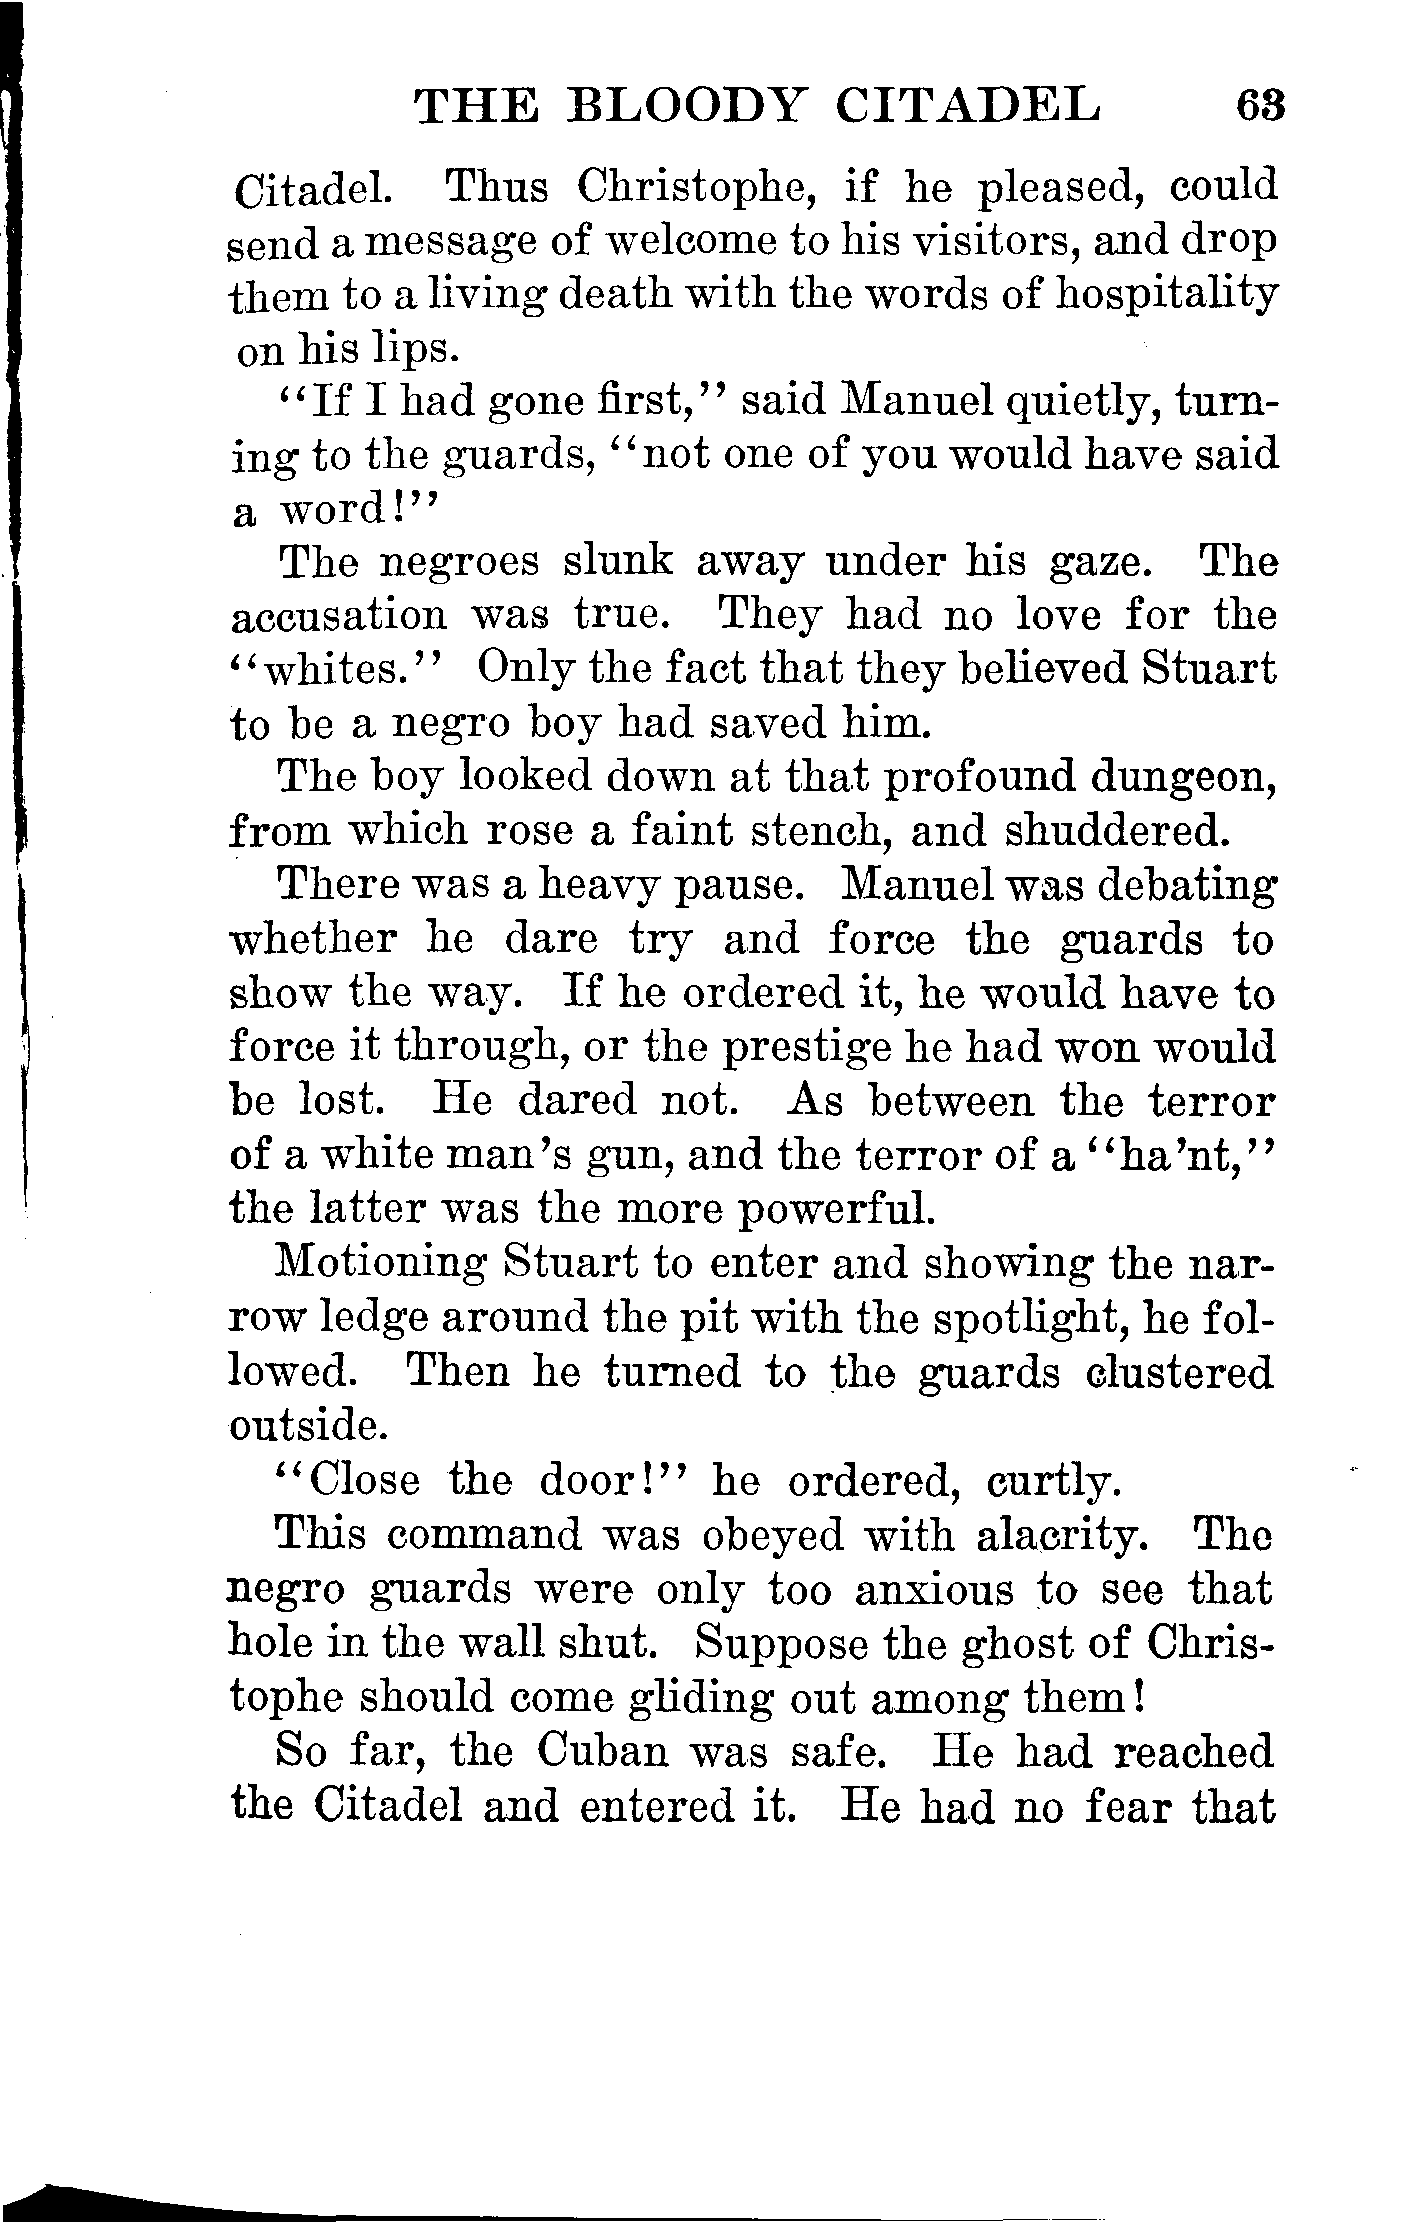 THE BLOODY CITADEL 63
Citadel. Thus Christophe, if he pleased, could
send a message of welcome to his visitors, and drop
them to a living death with the words of hospitality
on his lips.
"If I had gone first," said Manuel quietly, turn-
ing to the guards, "not one of you would have said
a word!"
The negroes slunk away under his gaze. The
accusation was true. They had no love for the
"whites." Only the fact that they believed Stuart
to be a negro boy had saved him.
The boy looked down at that profound dungeon,
from which rose a faint stench, and shuddered.
There was a heavy pause. Manuel was debating
whether he dare try and force the guards to
show the way. If he ordered it, he would have to
force it through, or the prestige he had won would
be lost. He dared not. As between the terror
of a white man's gun, and the terror of a "ha'nt,"
the latter was the more powerful.
Motioning Stuart to enter and showing the nar-
row ledge around the pit with the spotlight, he fol-
lowed. Then he turned to the guards clustered
outside.
"Close the door!" he ordered, curtly.
This command was obeyed with alacrity. The
negro guards were only too anxious to see that
hole in the wall shut. Suppose the ghost of Chris-
tophe should come gliding out among them!
So far, the Cuban was safe. He had reached
the Citadel and entered it. He had no fear that